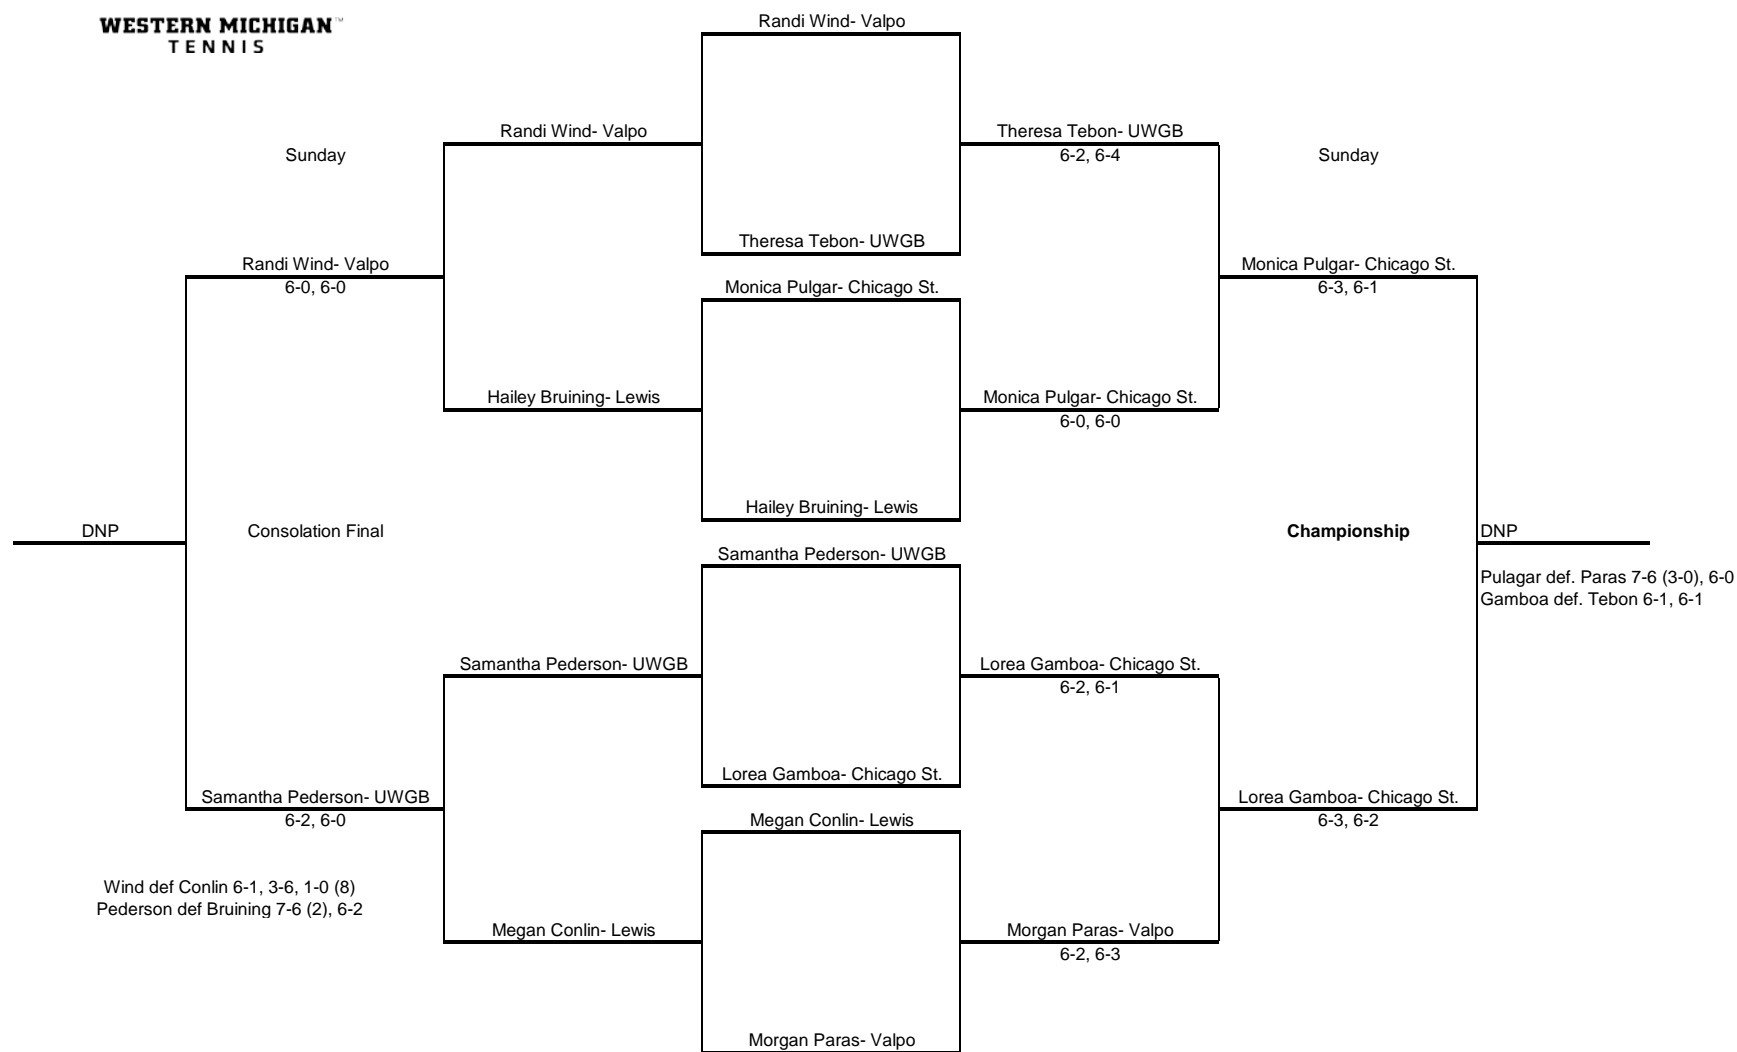 WESTERN MICHIGAN™
TENNIS
Randi Wind- Valpo
Randi Wind- Valpo
Theresa Tebon- UWGB
Sunday
6-2, 6-4
Sunday
Theresa Tebon- UWGB
Randi Wind- Valpo
Monica Pulgar- Chicago St.
6-0, 6-0
Monica Pulgar- Chicago St.
6-3, 6-1
Hailey Bruining- Lewis
Monica Pulgar- Chicago St.
6-0, 6-0
Hailey Bruining- Lewis
DNP
Consolation Final
Championship
DNP
Samantha Pederson- UWGB
Pulagar def. Paras 7-6 (3-0), 6-0
Gamboa def. Tebon 6-1, 6-1
Samantha Pederson- UWGB
Lorea Gamboa- Chicago St.
6-2, 6-1
Lorea Gamboa- Chicago St.
Samantha Pederson- UWGB
Lorea Gamboa- Chicago St.
6-2, 6-0
Megan Conlin- Lewis
6-3, 6-2
Wind def Conlin 6-1, 3-6, 1-0 (8)
Pederson def Bruining 7-6 (2), 6-2
Megan Conlin- Lewis
Morgan Paras- Valpo
6-2, 6-3
Morgan Paras- Valpo